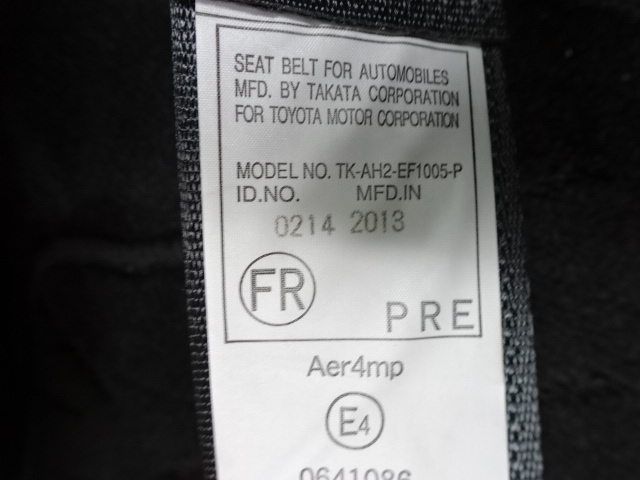 SEAT BELT FOR AUTOMOBILES
MFD. BY TAKATA CORPORATION
FOR TOYOTA MOTOR CORPORATION
MODEL NO. TK-AH2-EF1005-P
ID.NO. MFD.IN
0214 2013
FR
PRE
Aer4mp
E4
0641086